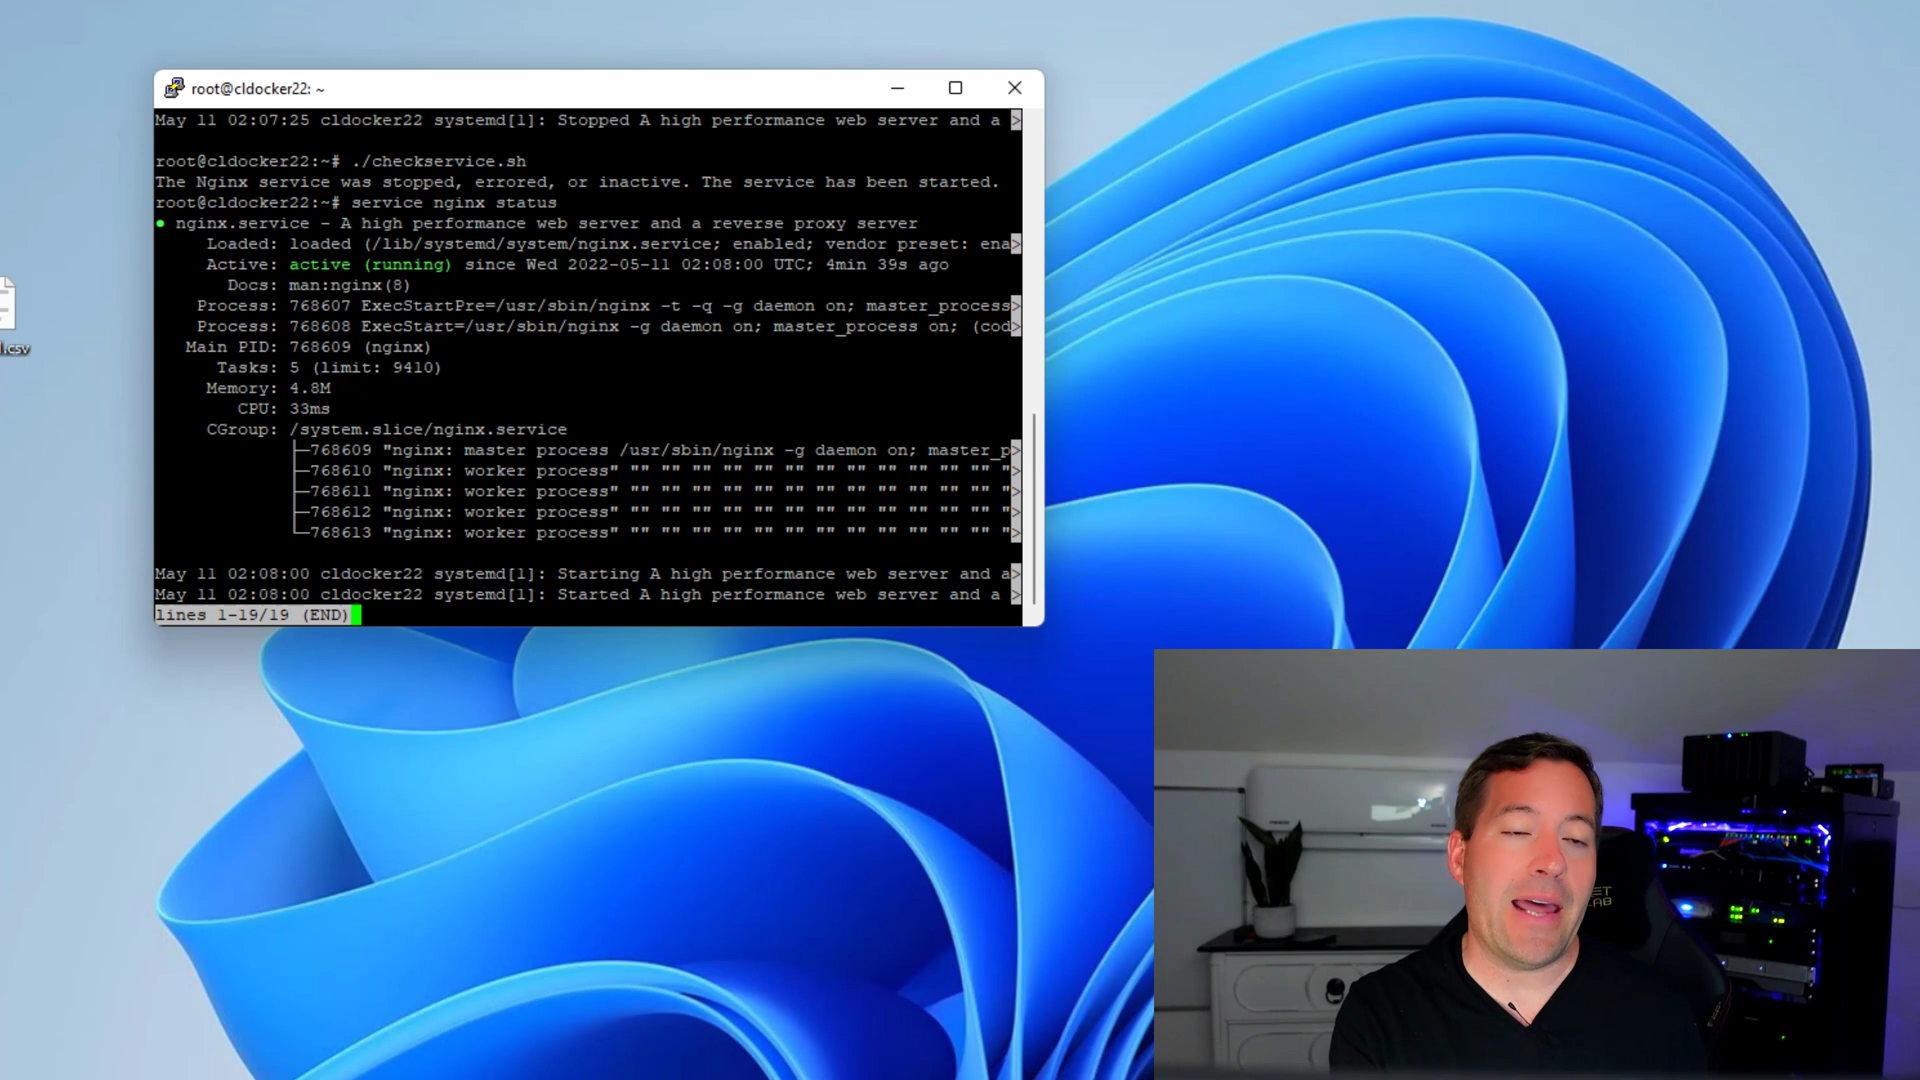 root@cldocker22: ~
May 11 02:07:25 cldocker22 systemd[1]: Stopped A high performance web server and a >
root@cldocker22:~# ./checkservice.sh
The Nginx service was stopped, errored, or inactive. The service has been started.
root@cldocker22:~# service nginx status
● nginx.service - A high performance web server and a reverse proxy server
Loaded: loaded (/lib/systemd/system/nginx.service; enabled; vendor preset: ena>
Active: active (running) since Wed 2022-05-11 02:08:00 UTC; 4min 39s ago
Docs: man:nginx(8)
Process: 768607 ExecStartPre=/usr/sbin/nginx -t -q -g daemon on; master_process>
Process: 768608 ExecStart=/usr/sbin/nginx -g daemon on; master_process on; (cod>
Main PID: 768609 (nginx)
Tasks: 5 (limit: 9410)
Memory: 4.8M
CPU: 33ms
CGroup: /system.slice/nginx.service
├─768609 "nginx: master process /usr/sbin/nginx -g daemon on; master_p>
├─768610 "nginx: worker process" "" "" "" "" "" "" "" "" "" "" "" "" ">
├─768611 "nginx: worker process" "" "" "" "" "" "" "" "" "" "" "" "" ">
├─768612 "nginx: worker process" "" "" "" "" "" "" "" "" "" "" "" "" ">
└─768613 "nginx: worker process" "" "" "" "" "" "" "" "" "" "" "" "" ">
May 11 02:08:00 cldocker22 systemd[1]: Starting A high performance web server and a>
May 11 02:08:00 cldocker22 systemd[1]: Started A high performance web server and a >
lines 1-19/19 (END)
.csv